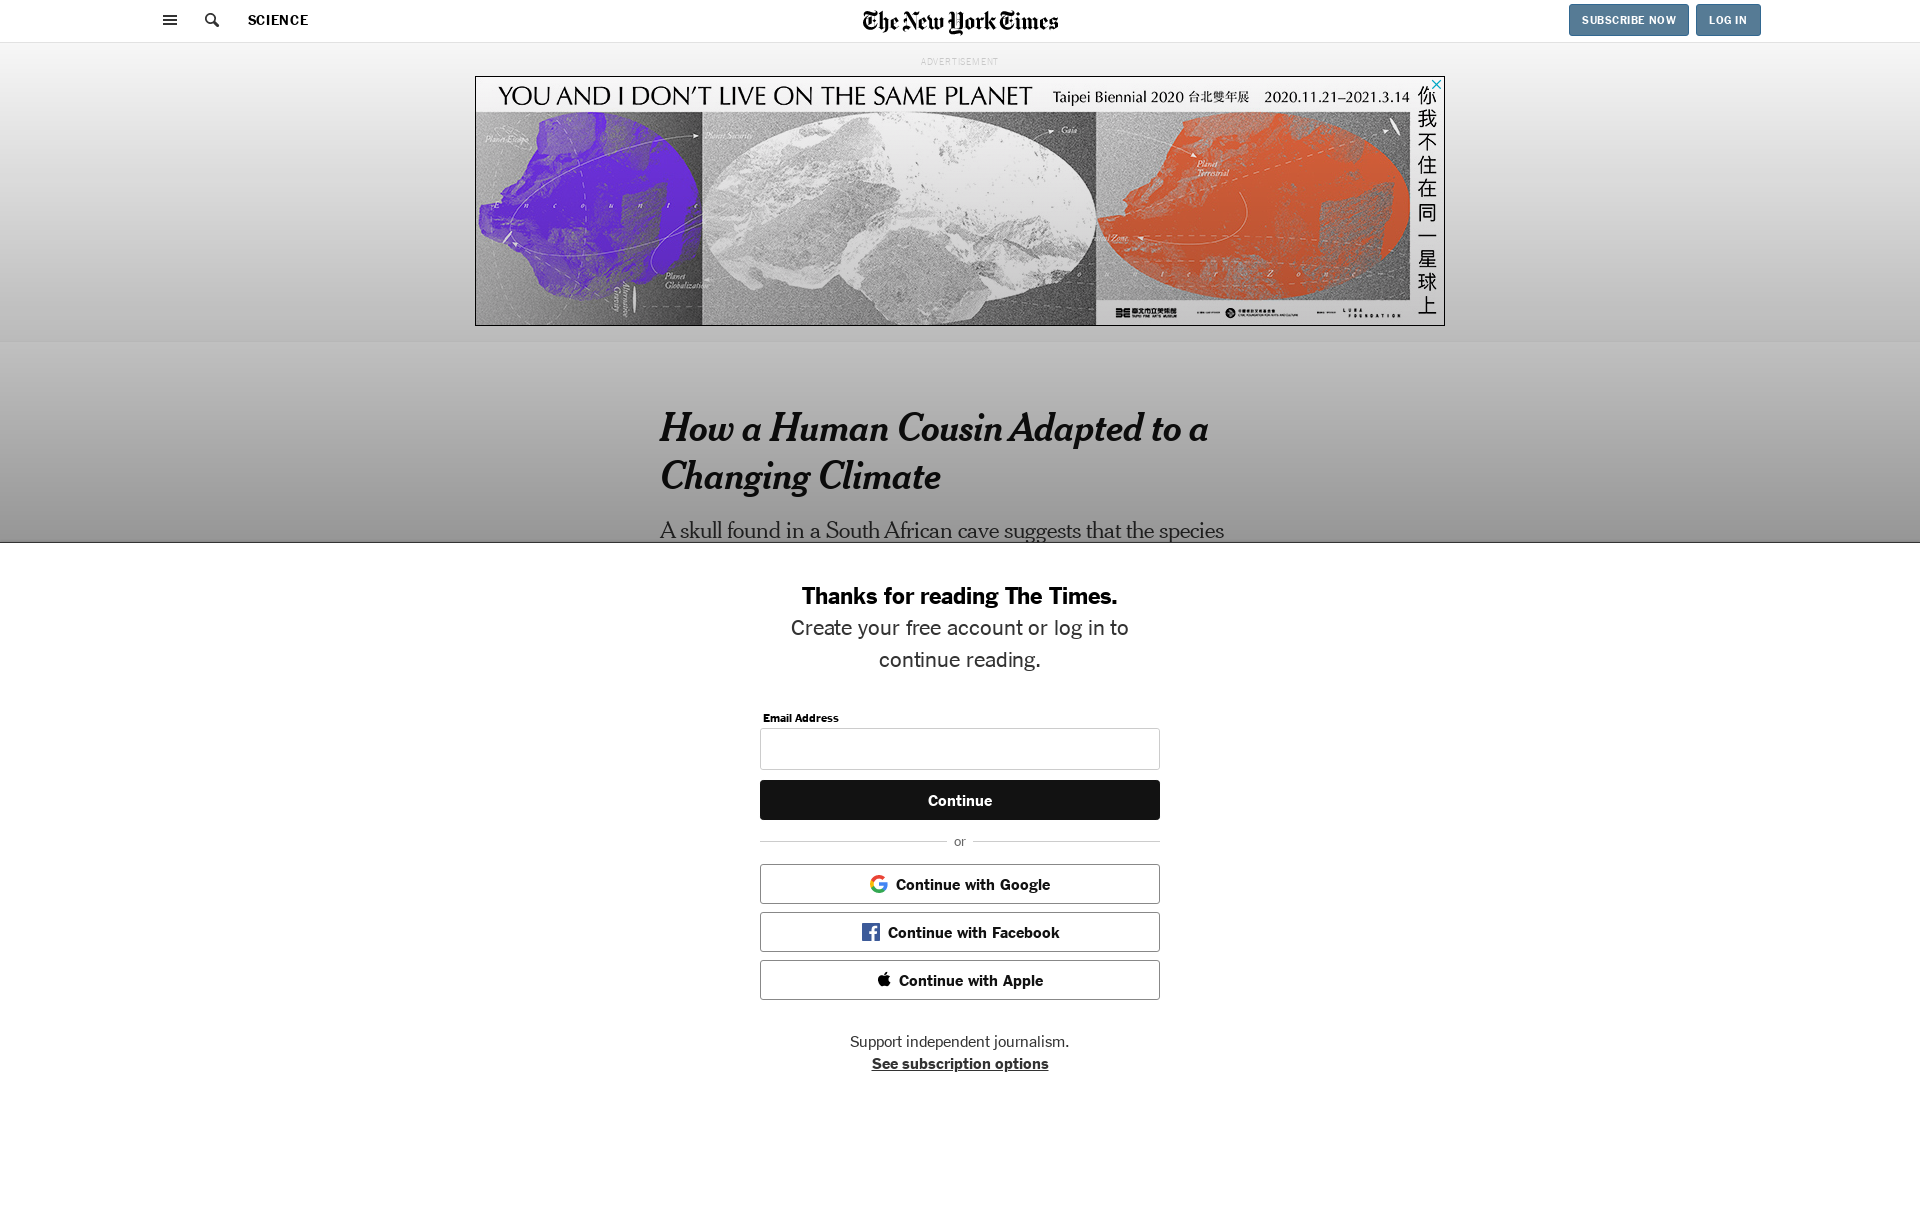 SCIENCE
The New York Times
SUBSCRIBE NOW
LOG IN
ADVERTISEMENT
YOU AND I DON'T LIVE ON THE SAME PLANET
Taipei Biennial 2020 台北雙年展 2020.11.21–2021.3.14
你我不住在同一星球上
Planet Escape
Planet Security
Gaia
Planet
Terrestrial
Planet
Globalization
Alternative
Gravity
How a Human Cousin Adapted to a
Changing Climate
A skull found in a South African cave suggests that the species
Thanks for reading The Times.
Create your free account or log in to
continue reading.
Email Address
Continue
or
Continue with Google
Continue with Facebook
Continue with Apple
Support independent journalism.
See subscription options